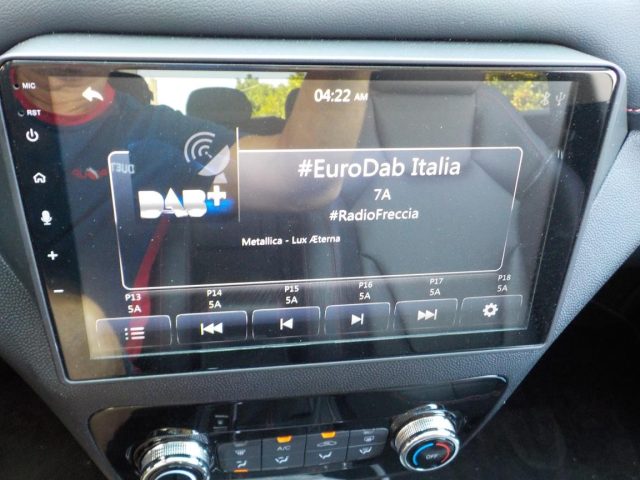 MIC
04:22 AM
RST
#EuroDab Italia
7A
DAB+
#RadioFreccia
Metallica - Lux Æterna
P13 P14 P15 P16 P17 P18
5A 5A 5A 5A 5A 5A
A/C
OFF